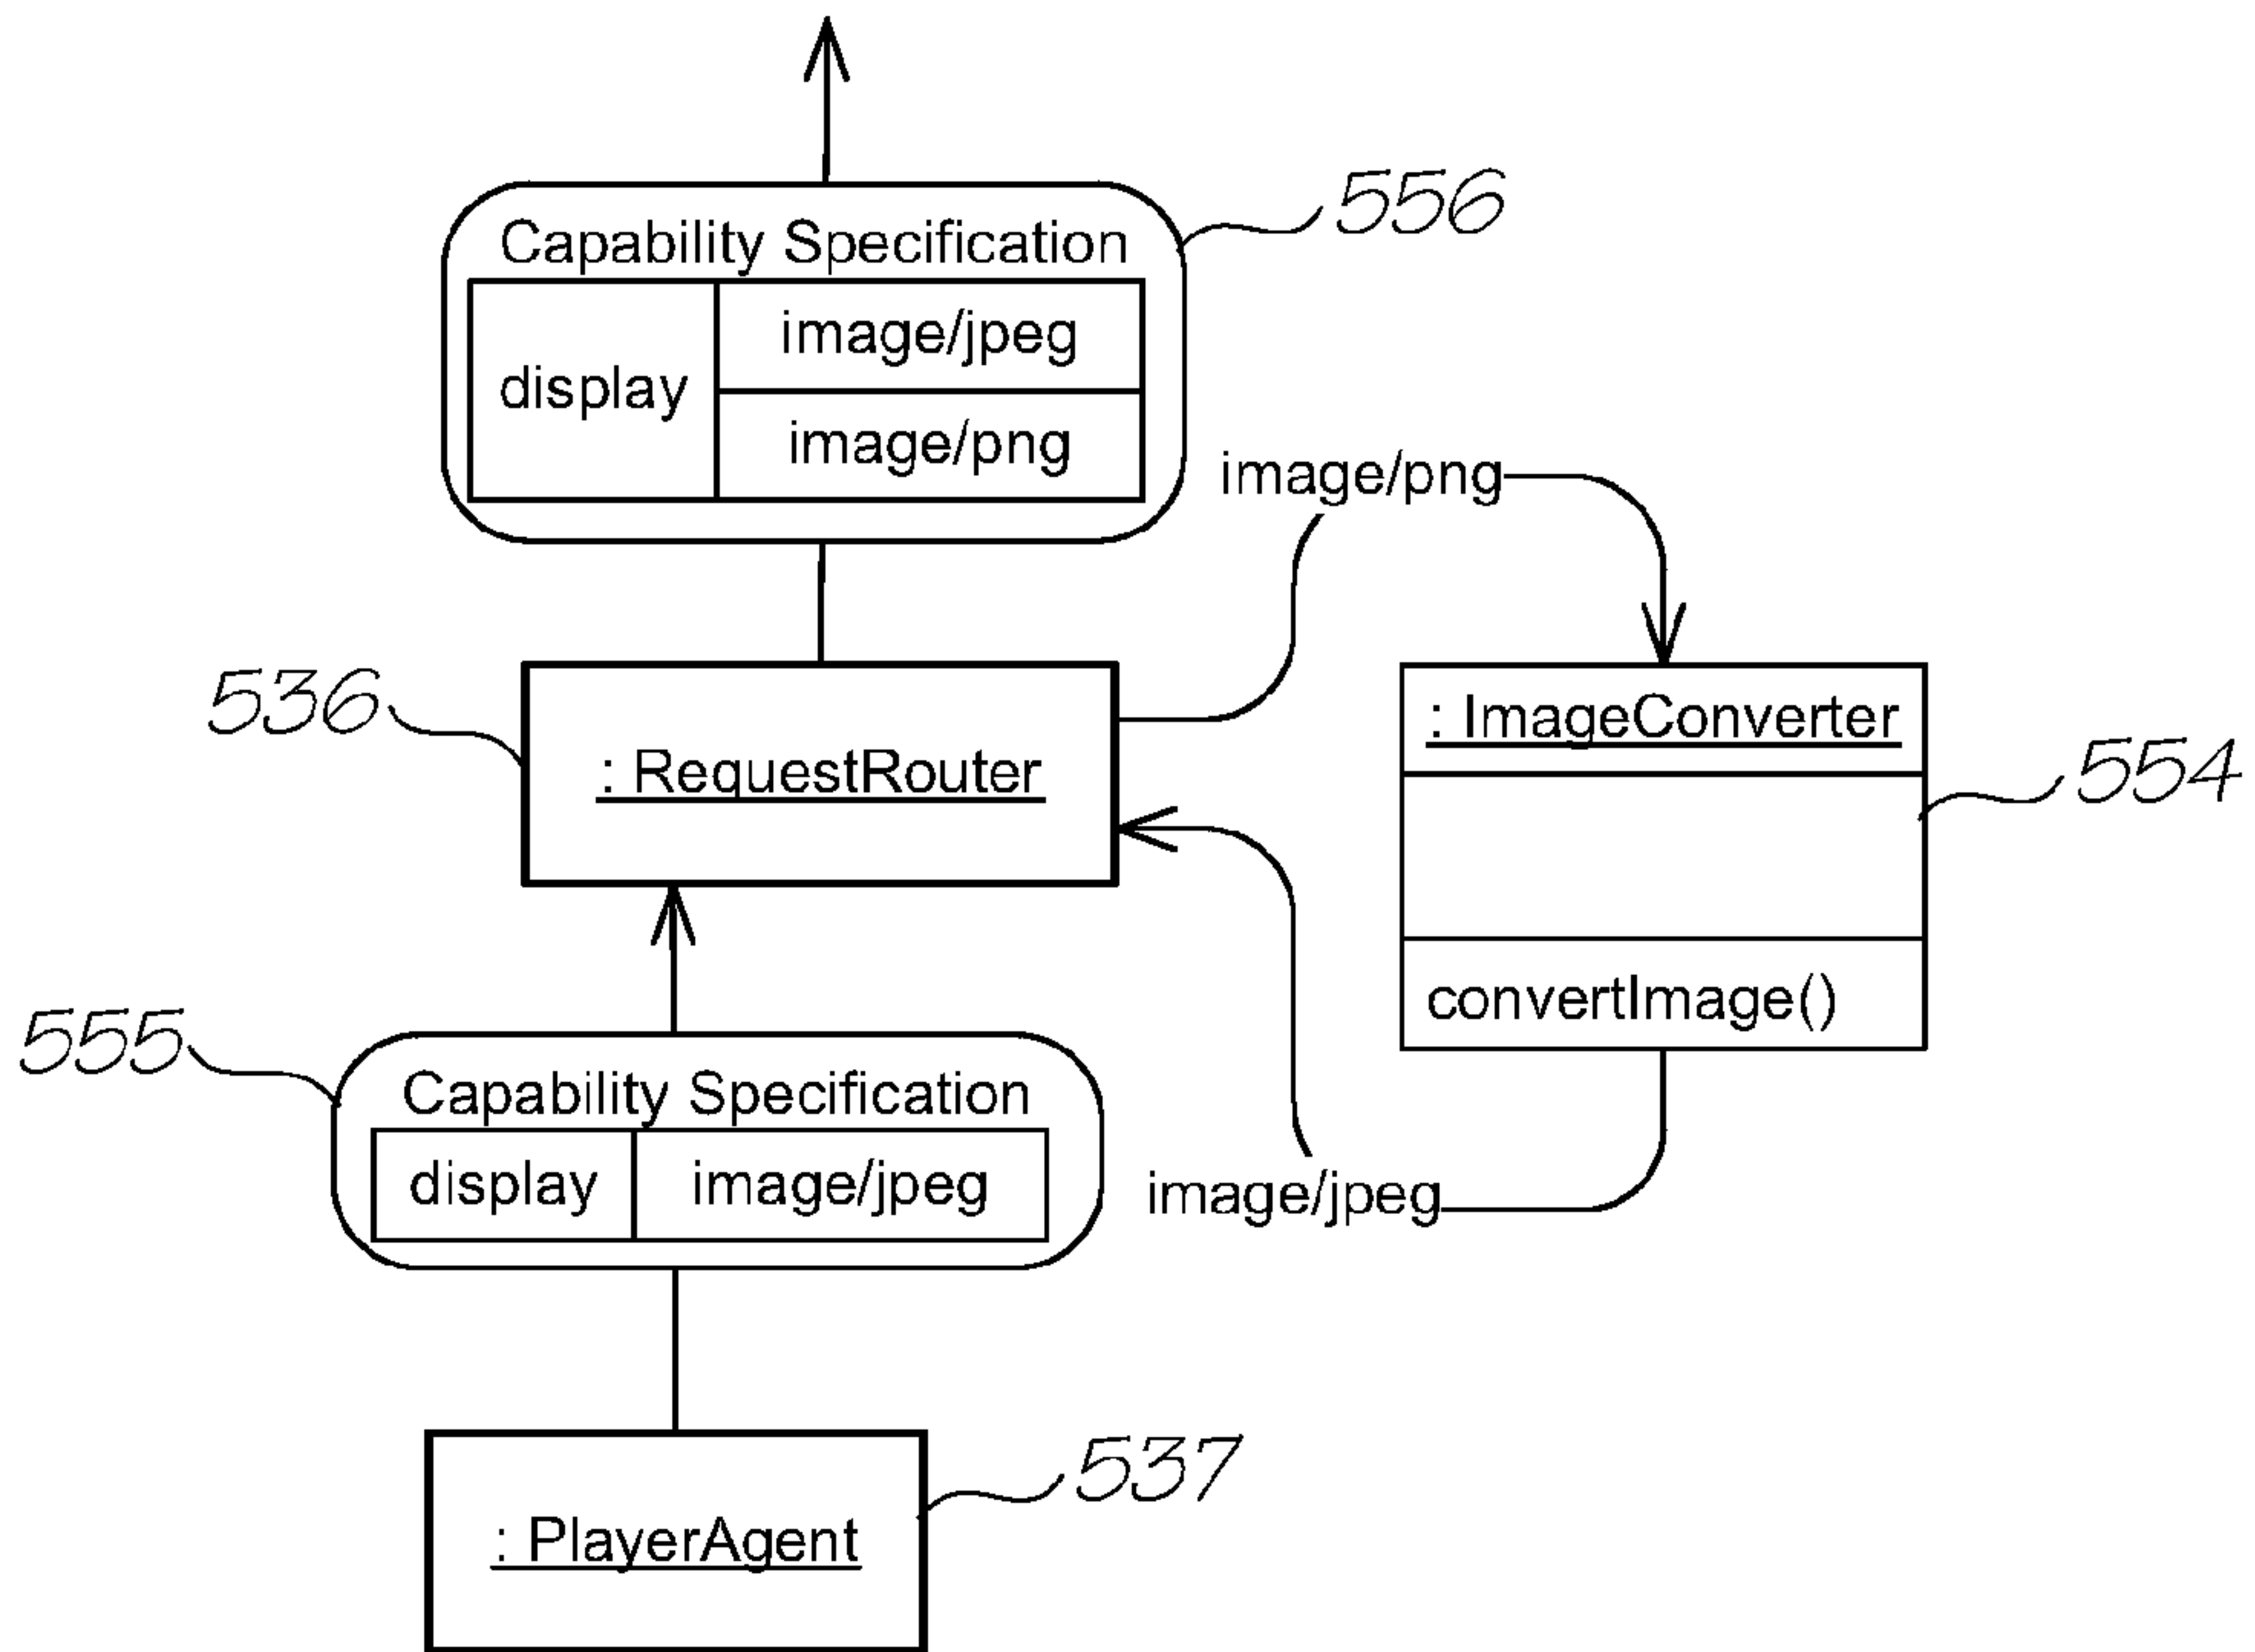 556
Capability Specification
image/jpeg
display
image/png
image/png
536
: RequestRouter
: ImageConverter
554
convertImage()
555
Capability Specification
display
image/jpeg
image/jpeg
537
: PlayerAgent